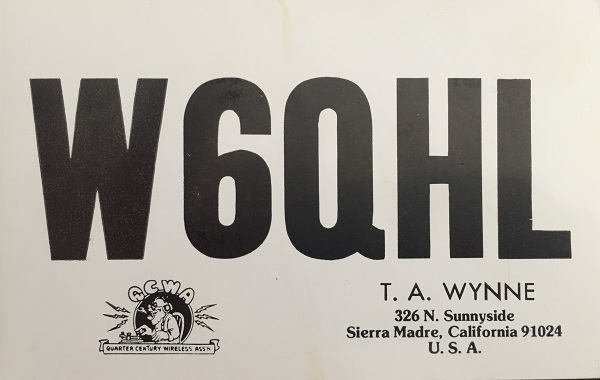 W6QHL
QCWA
QUARTER CENTURY WIRELESS ASS'N.
T. A. WYNNE
326 N. Sunnyside
Sierra Madre, California 91024
U. S. A.